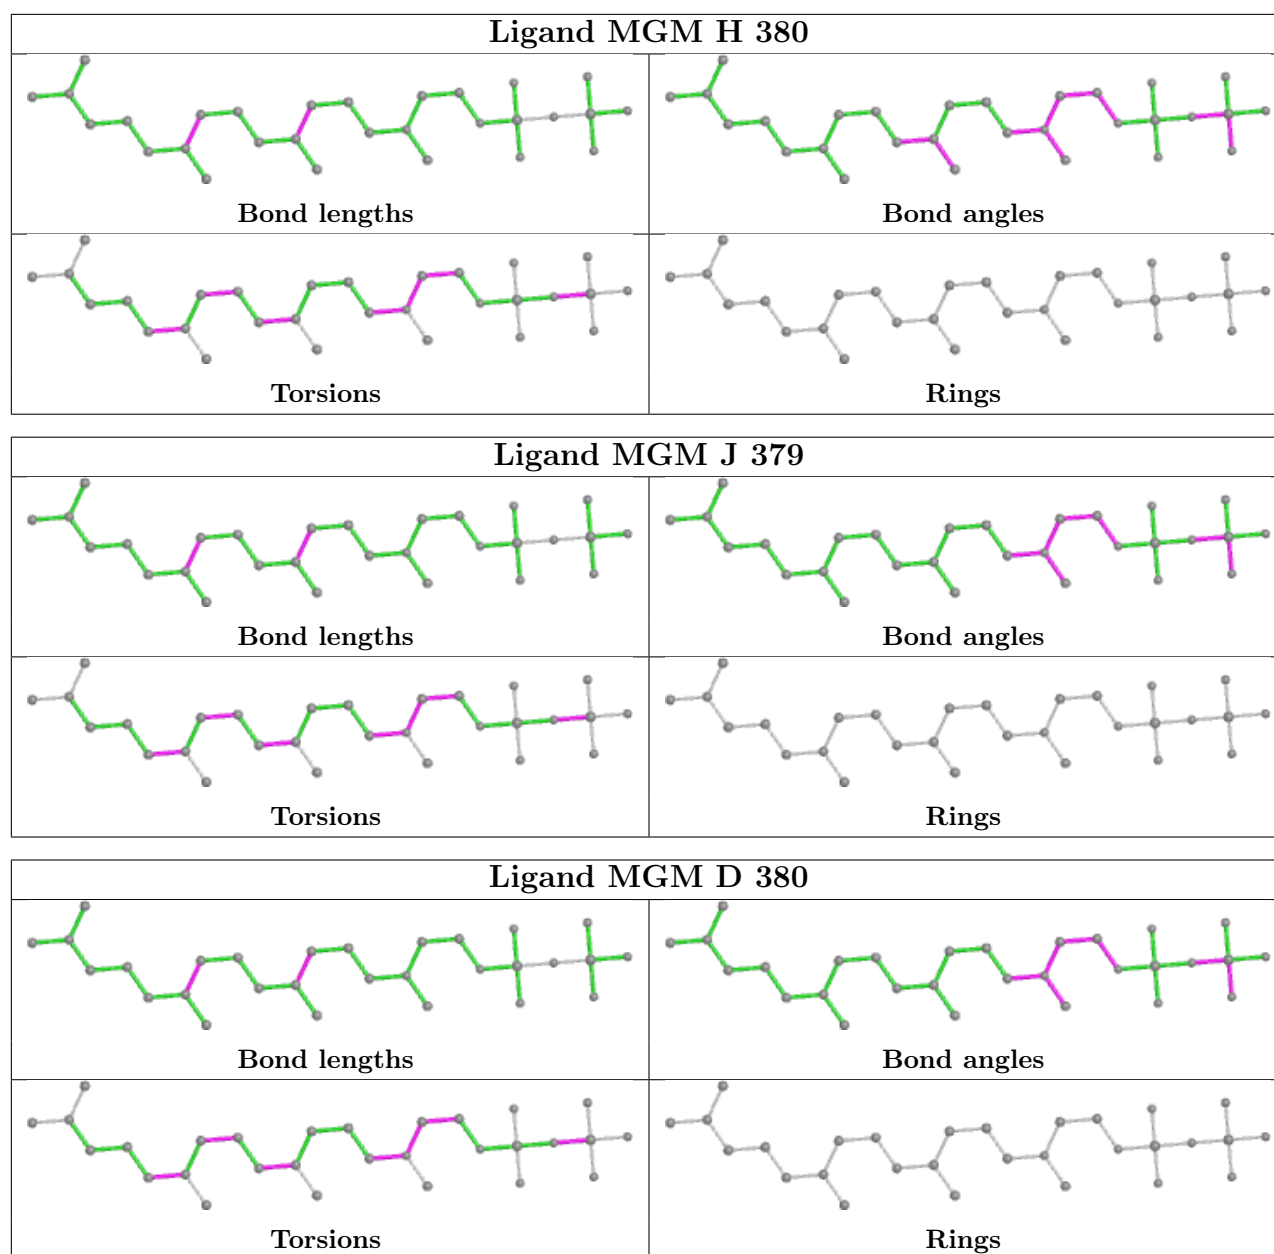 Ligand MGM H 380
Bond lengths
Bond angles
Torsions
Rings
Ligand MGM J 379
Bond lengths
Bond angles
Torsions
Rings
Ligand MGM D 380
Bond lengths
Bond angles
Torsions
Rings